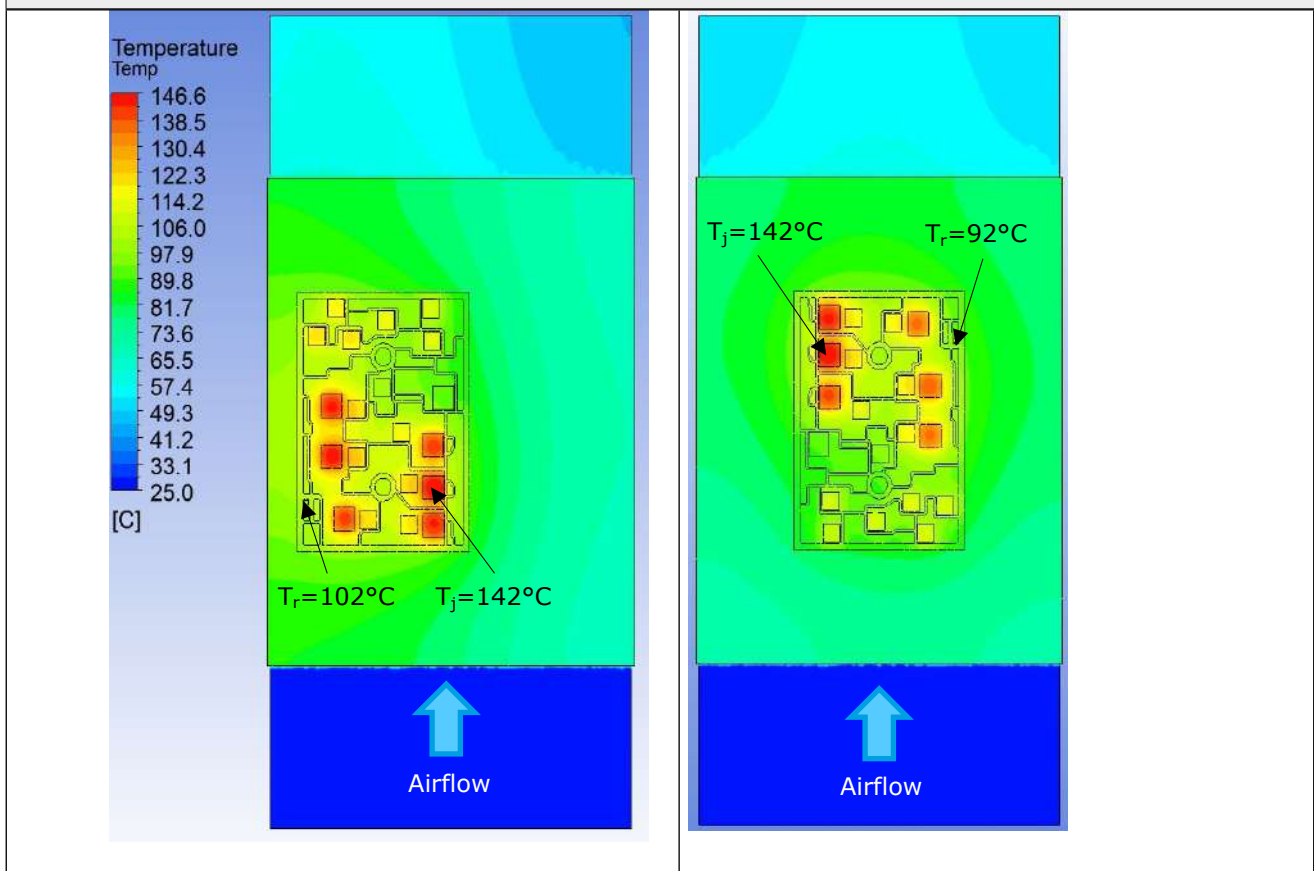 Temperature
Temp
146.6
138.5
130.4
122.3
114.2
106.0
97.9
89.8
81.7
73.6
65.5
57.4
49.3
41.2
33.1
25.0
[C]
Tr=102°C
Tj=142°C
Airflow
Tj=142°C
Tr=92°C
Airflow